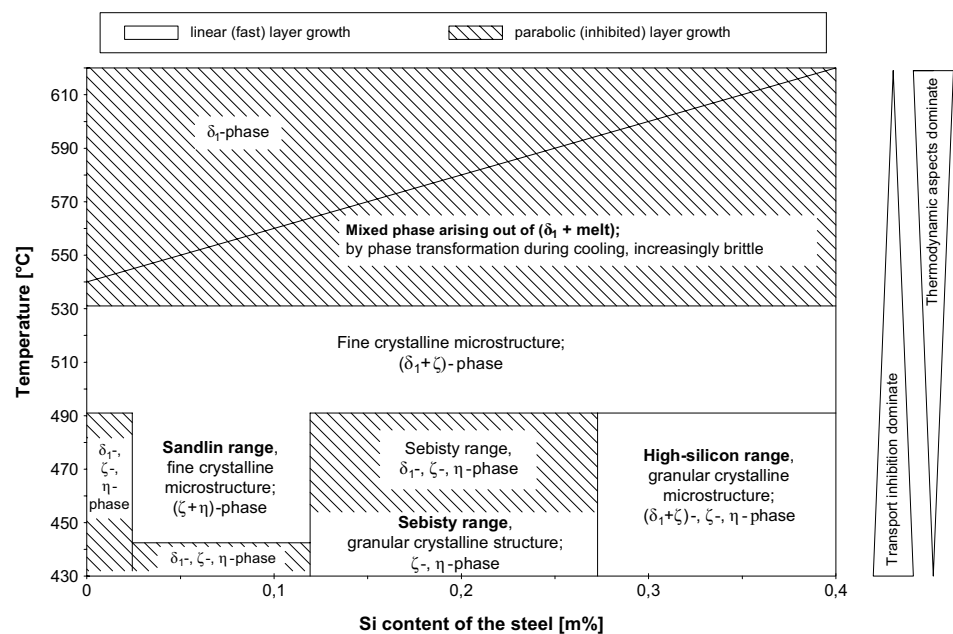 linear (fast) layer growth
parabolic (inhibited) layer growth
Temperature [°C]
610
590
570
550
530
510
490
470
450
430
δ₁-phase
Mixed phase arising out of (δ₁ + melt);
by phase transformation during cooling, increasingly brittle
Fine crystalline microstructure;
(δ₁+ζ)-phase
δ₁-,
ζ-,
η-
phase
Sandlin range,
fine crystalline
microstructure;
(ζ+η)-phase
δ₁-, ζ-, η-phase
Sebisty range,
δ₁-, ζ-, η-phase
Sebisty range,
granular crystalline structure;
ζ-, η-phase
High-silicon range,
granular crystalline
microstructure;
(δ₁+ζ)-, ζ-, η-phase
0
0,1
0,2
0,3
0,4
Si content of the steel [m%]
Transport inhibition dominate
Thermodynamic aspects dominate